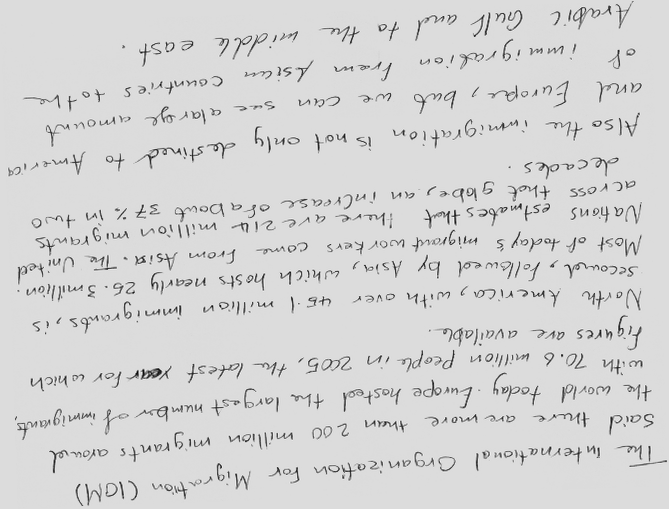 The International Organization for Migration (IOM)
said there are more than 200 million migrants around
the world today. Europe hosted the largest number of immigrants,
with 70.6 million people in 2005, the latest year for which
figures are available.
North America, with over 45.1 million immigrants, is,
secound, followed by Asia, which hosts nearly 25.3 million.
Most of today's migrant workers come from Asia. The United
Nations estimates that there are 214 million migrants
across that globe, an increase of about 37% in two
decades.
Also the immigration is not only destined to America
and Europe, but we can see alarge amount
of immigration from Asian countries to the
Arabic Gulf and to the middle east.